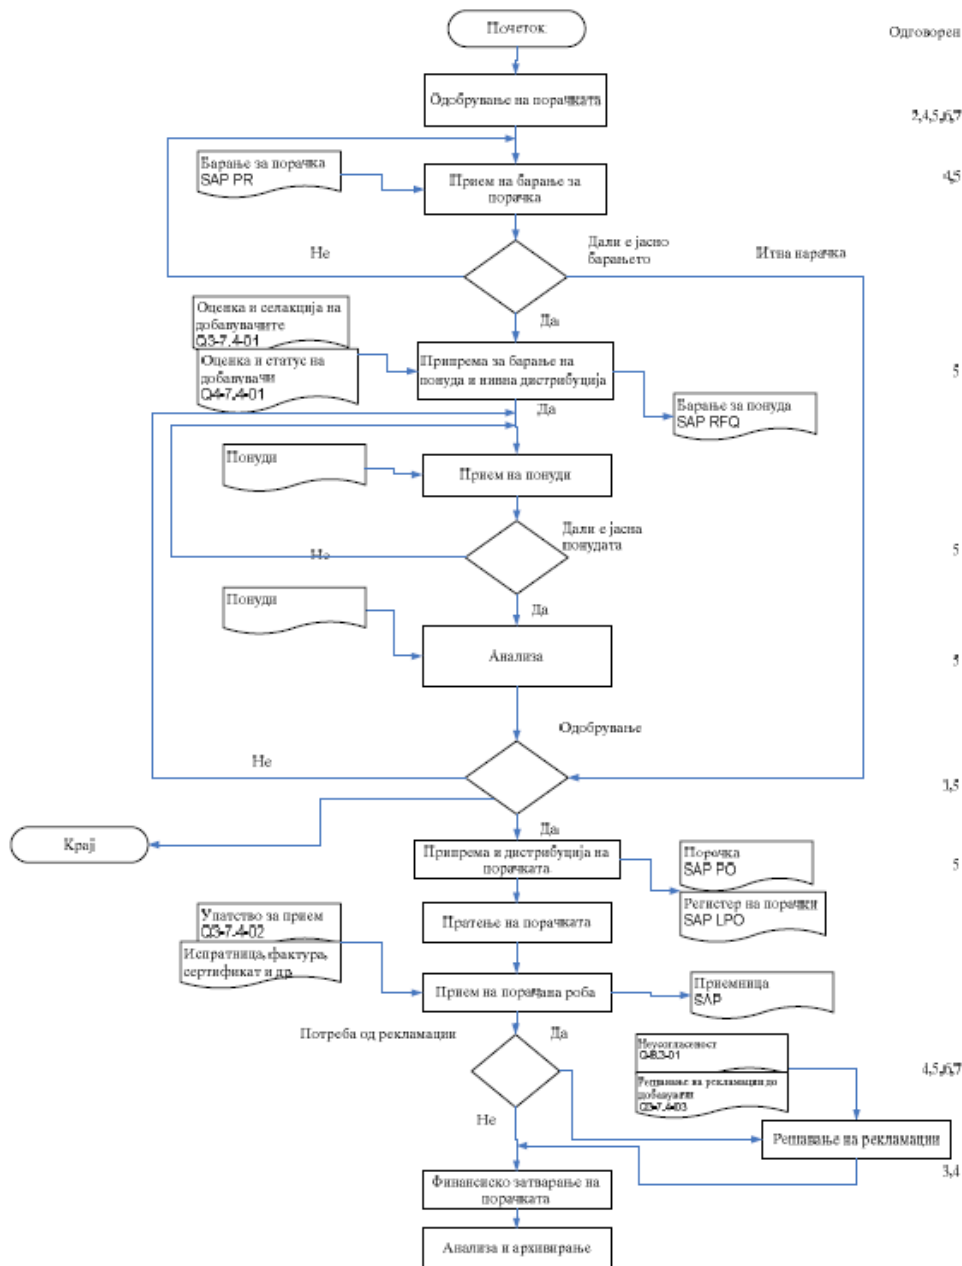 Почеток
Одговорен
Одобрување на порачката
2,4,5,6,7
Барање за порачка
SAP PR
Прием на барање за
порачка
4,5
Не
Дали е јасно
барањето
Итна нарачка
Да
Оценка и селакција на
добавувачите
Q3-7.4-01
Оценка и статус на
добавувачи
Q4-7.4-01
Припрема за барање на
понуда и нивна дистрибуција
5
Да
Барање за понуда
SAP RFQ
Понуди
Прием на понуди
Дали е јасна
понудата
Не
5
Да
Понуди
Анализа
Одобрување
Не
Да
Крај
Припрема и дистрибуција на
порачката
Порачка
SAP PO
5
Регистер на порачки
SAP LPO
Упатство за прием
Q3-7.4-02
Пратење на порачката
Испратница, фактура,
сертификат и др.
Прием на порачана роба
Приемница
SAP
Потреба од рекламации
Да
Неусогласеност
Q-8.3-01
4,5,6,7
Решавање на рекламации до
добавувачи
Q3-7.4-03
Не
Решавање на рекламации
3,4
Финансиско затварање на
порачката
Анализа и архивирање